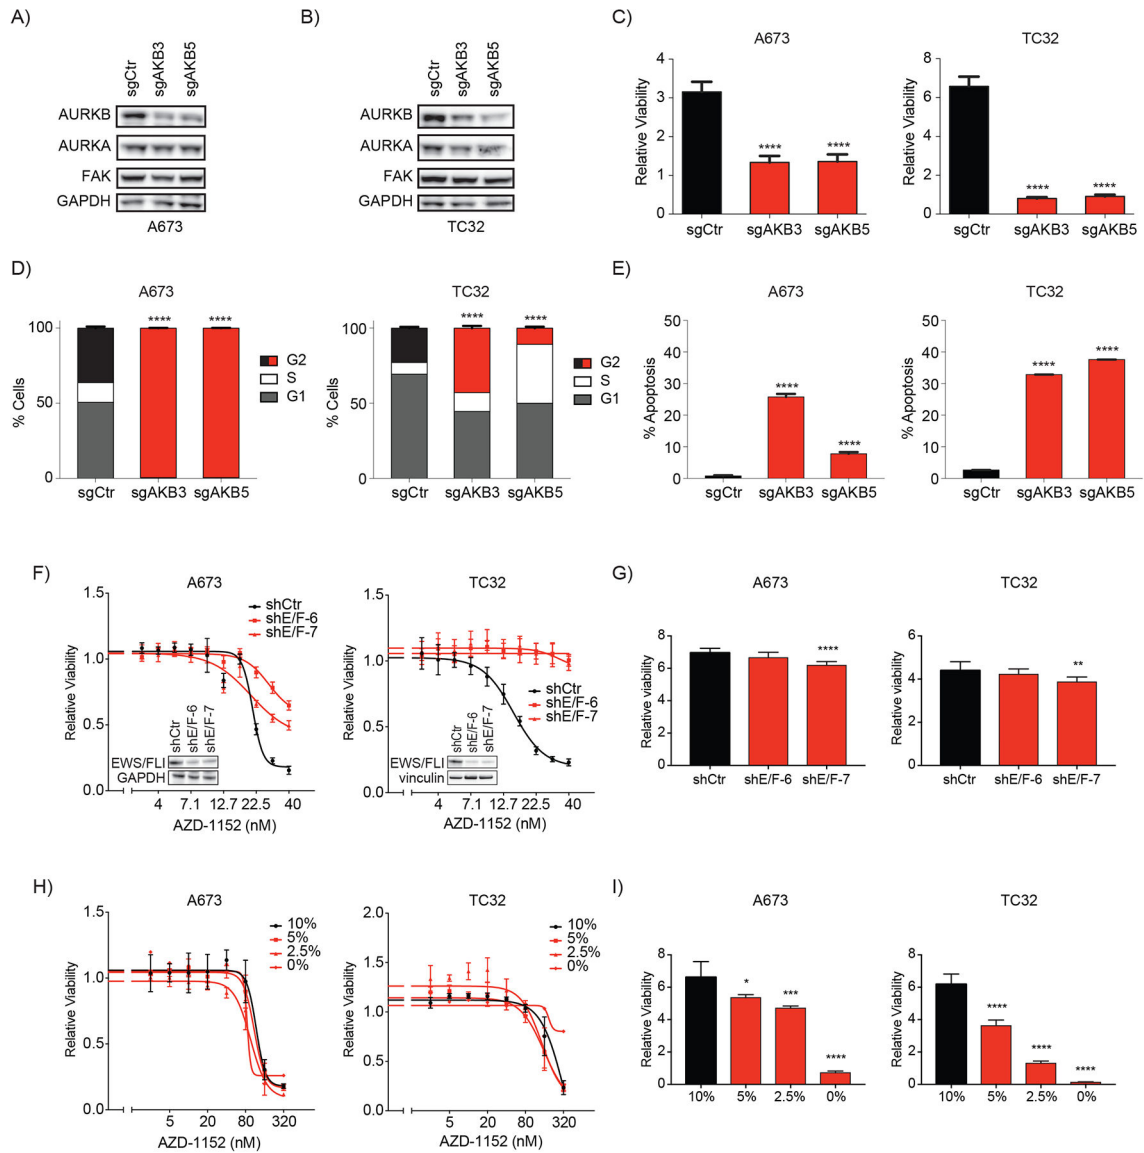 A)
sgCtr
sgAKB3
sgAKB5
AURKB
AURKA
FAK
GAPDH
A673
B)
sgCtr
sgAKB3
sgAKB5
AURKB
AURKA
FAK
GAPDH
TC32
C)
A673
Relative Viability
4
3
2
1
0
****
****
sgCtr
sgAKB3
sgAKB5
TC32
Relative Viability
8
6
4
2
0
****
****
sgCtr
sgAKB3
sgAKB5
D)
A673
% Cells
100
50
0
****
****
sgCtr
sgAKB3
sgAKB5
G2
S
G1
TC32
% Cells
100
50
0
****
****
sgCtr
sgAKB3
sgAKB5
G2
S
G1
E)
A673
% Apoptosis
50
40
30
20
10
0
****
****
sgCtr
sgAKB3
sgAKB5
TC32
% Apoptosis
50
40
30
20
10
0
****
****
sgCtr
sgAKB3
sgAKB5
F)
A673
Relative Viability
1.5
1.0
0.5
0.0
shCtr
shE/F-6
shE/F-7
shCtr
shE/F-6
shE/F-7
EWS/FLI
GAPDH
4 7.1 12.7 22.5 40
AZD-1152 (nM)
TC32
Relative Viability
1.5
1.0
0.5
0.0
shCtr
shE/F-6
shE/F-7
shCtr
shE/F-6
shE/F-7
EWS/FLI
vinculin
4 7.1 12.7 22.5 40
AZD-1152 (nM)
G)
A673
Relative viability
8
6
4
2
0
****
shCtr
shE/F-6
shE/F-7
TC32
Relative viability
6
4
2
0
**
shCtr
shE/F-6
shE/F-7
H)
A673
Relative Viability
1.5
1.0
0.5
0.0
10%
5%
2.5%
0%
5 20 80 320
AZD-1152 (nM)
TC32
Relative Viability
2.0
1.5
1.0
0.5
0.0
10%
5%
2.5%
0%
5 20 80 320
AZD-1152 (nM)
I)
A673
Relative Viability
8
6
4
2
0
*
***
****
10% 5% 2.5% 0%
TC32
Relative Viability
8
6
4
2
0
****
****
****
10% 5% 2.5% 0%